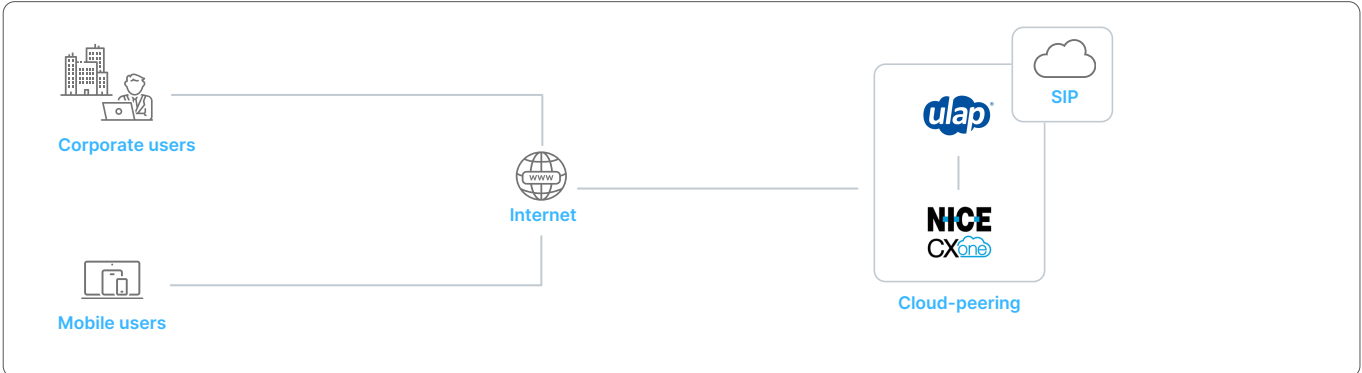 SIP
ulap
Corporate users
www
Internet
NICE
CXone
Cloud-peering
Mobile users